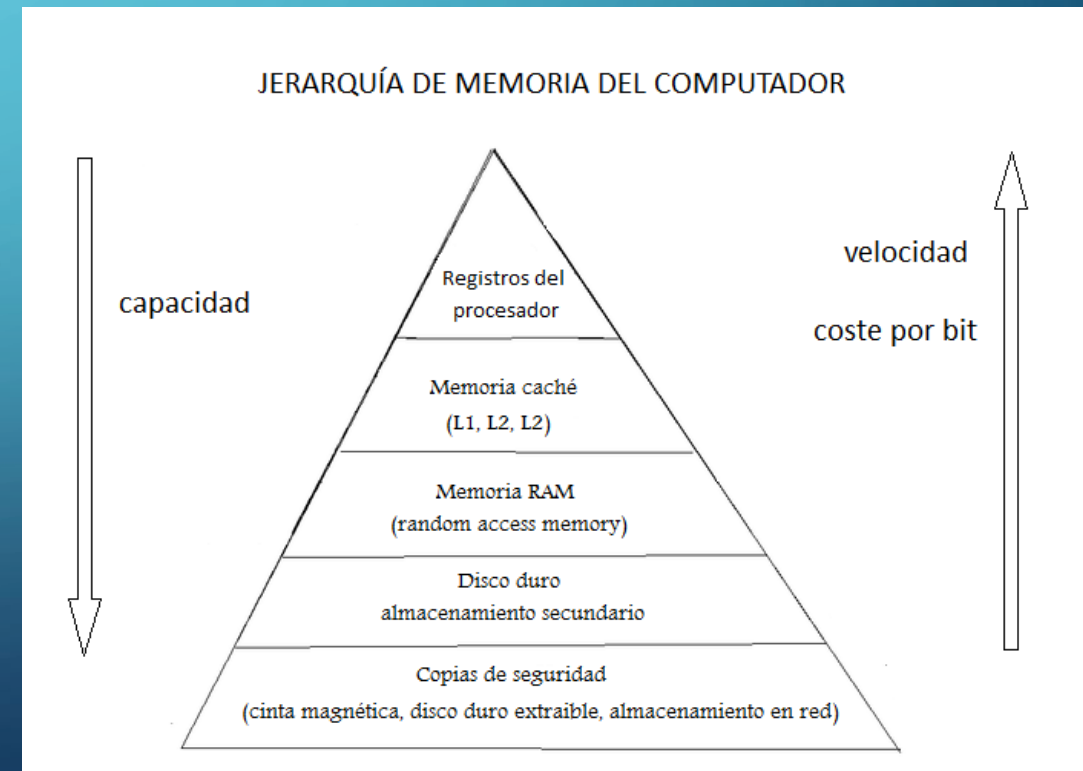 JERARQUÍA DE MEMORIA DEL COMPUTADOR
capacidad
velocidad
coste por bit
Registros del
procesador
Memoria caché
(L1, L2, L2)
Memoria RAM
(random access memory)
Disco duro
almacenamiento secundario
Copias de seguridad
(cinta magnética, disco duro extraible, almacenamiento en red)